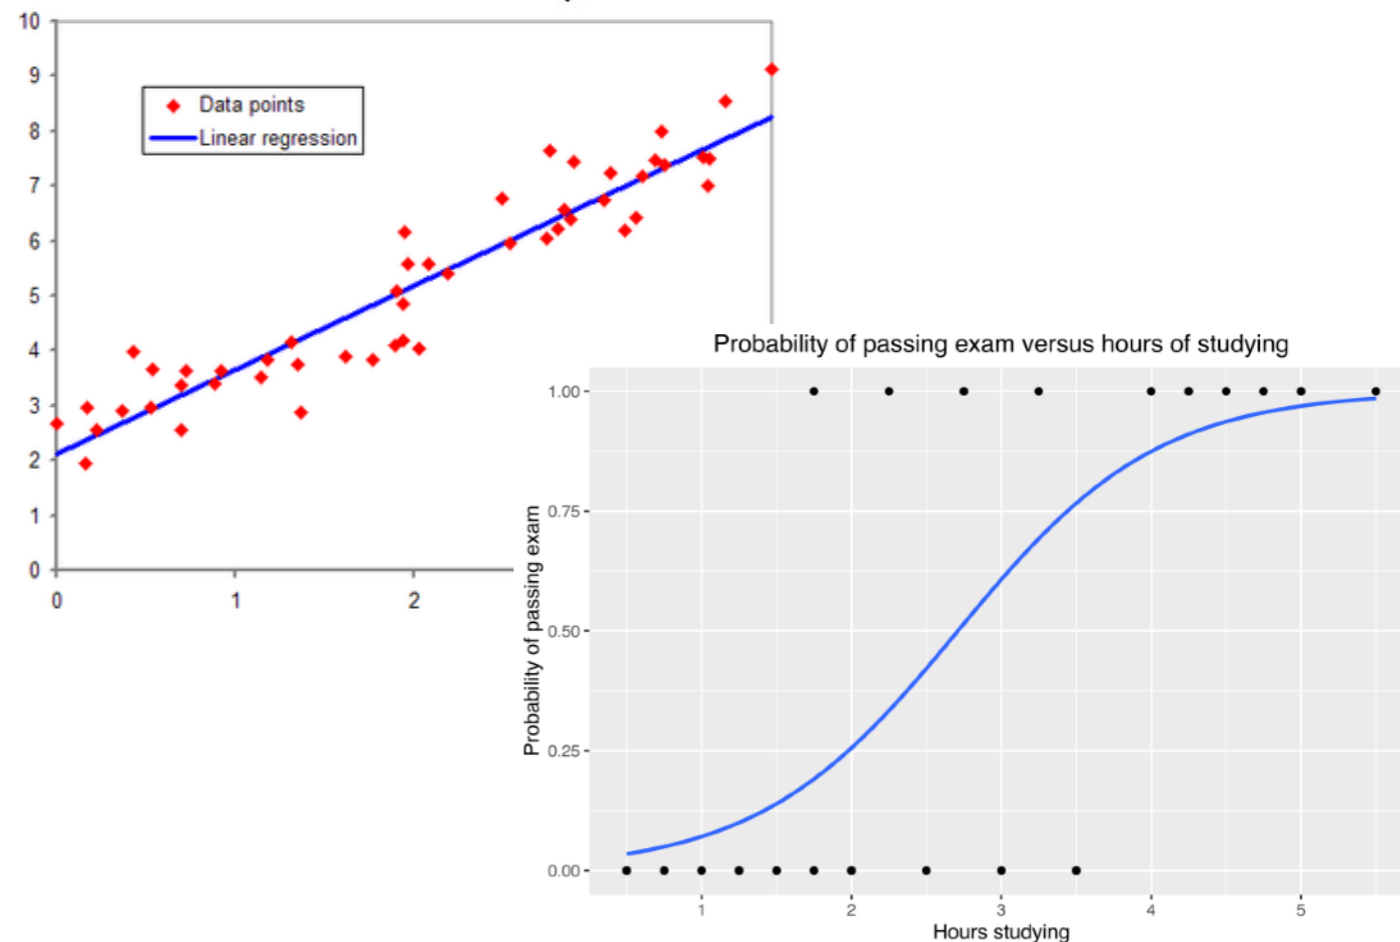 10
9
8
7
6
5
4
3
2
1
0
0 1 2
Data points
Linear regression
Probability of passing exam versus hours of studying
Probability of passing exam
1.00
0.75
0.50
0.25
0.00
1 2 3 4 5
Hours studying